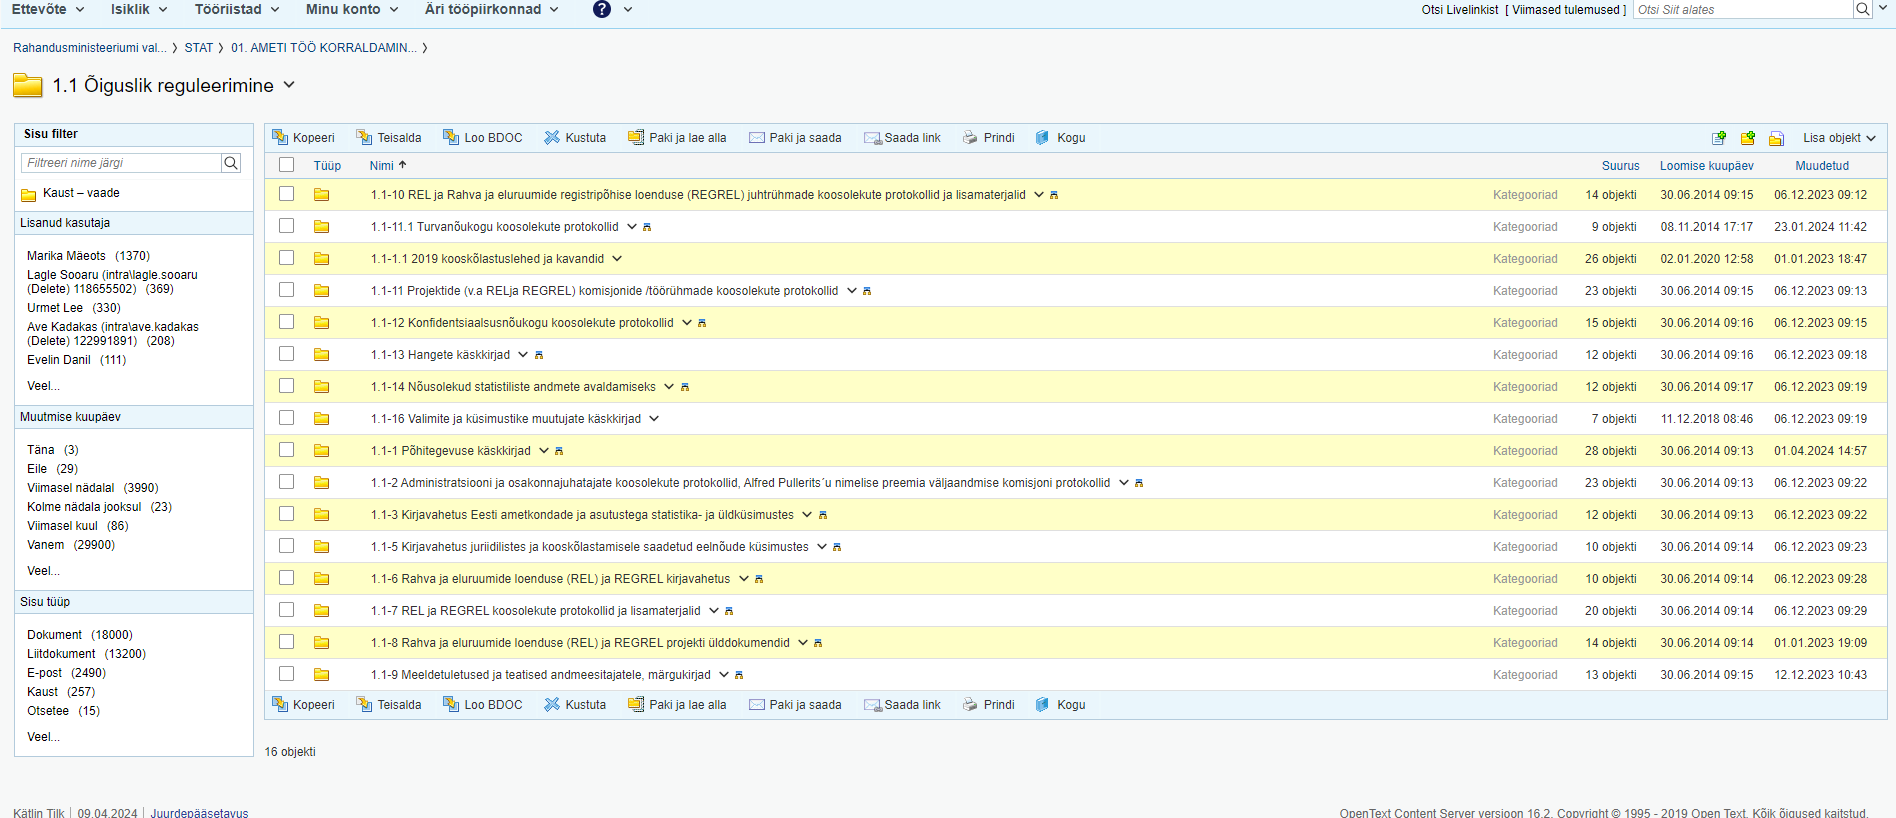 Ettevõte Isiklik Tööriistad Minu konto Äri tööpiirkonnad ? Otsi Livelinkist [ Viimased tulemused ] Otsi Siit alates
Rahandusministeeriumi val... STAT 01. AMETI TÖÖ KORRALDAMIN...
1.1 Õiguslik reguleerimine
Sisu filter
Filtreeri nime järgi
Kaust – vaade
Lisanud kasutaja
Marika Mäeots (1370)
Lagle Sooaru (intra\lagle.sooaru
(Delete) 118655502) (369)
Urmet Lee (330)
Ave Kadakas (intra\ave.kadakas
(Delete) 122991891) (208)
Evelin Danil (111)
Veel...
Muutmise kuupäev
Täna (3)
Eile (29)
Viimasel nädalal (3990)
Kolme nädala jooksul (23)
Viimasel kuul (86)
Vanem (29900)
Veel...
Sisu tüüp
Dokument (18000)
Liitdokument (13200)
E-post (2490)
Kaust (257)
Otsetee (15)
Veel...
Kopeeri Teisalda Loo BDOC Kustuta Paki ja lae alla Paki ja saada Saada link Prindi Kogu Lisa objekt
Tüüp Nimi Suurus Loomise kuupäev Muudetud
1.1-10 REL ja Rahva ja eluruumide registripõhise loenduse (REGREL) juhtrühmade koosolekute protokollid ja lisamaterjalid Kategooriad 14 objekti 30.06.2014 09:15 06.12.2023 09:12
1.1-11.1 Turvanõukogu koosolekute protokollid Kategooriad 9 objekti 08.11.2014 17:17 23.01.2024 11:42
1.1-1.1 2019 kooskõlastuslehed ja kavandid Kategooriad 26 objekti 02.01.2020 12:58 01.01.2023 18:47
1.1-11 Projektide (v.a RELja REGREL) komisjonide /töörühmade koosolekute protokollid Kategooriad 23 objekti 30.06.2014 09:15 06.12.2023 09:13
1.1-12 Konfidentsiaalsusnõukogu koosolekute protokollid Kategooriad 15 objekti 30.06.2014 09:16 06.12.2023 09:15
1.1-13 Hangete käskkirjad Kategooriad 12 objekti 30.06.2014 09:16 06.12.2023 09:18
1.1-14 Nõusolekud statistiliste andmete avaldamiseks Kategooriad 12 objekti 30.06.2014 09:17 06.12.2023 09:19
1.1-16 Valimite ja küsimustike muutujate käskkirjad Kategooriad 7 objekti 11.12.2018 08:46 06.12.2023 09:19
1.1-1 Põhitegevuse käskkirjad Kategooriad 28 objekti 30.06.2014 09:13 01.04.2024 14:57
1.1-2 Administratsiooni ja osakonnajuhatajate koosolekute protokollid, Alfred Pullerits´u nimelise preemia väljaandmise komisjoni protokollid Kategooriad 23 objekti 30.06.2014 09:13 06.12.2023 09:22
1.1-3 Kirjavahetus Eesti ametkondade ja asutustega statistika- ja üldküsimustes Kategooriad 12 objekti 30.06.2014 09:13 06.12.2023 09:22
1.1-5 Kirjavahetus juriidilistes ja kooskõlastamisele saadetud eelnõude küsimustes Kategooriad 10 objekti 30.06.2014 09:14 06.12.2023 09:23
1.1-6 Rahva ja eluruumide loenduse (REL) ja REGREL kirjavahetus Kategooriad 10 objekti 30.06.2014 09:14 06.12.2023 09:28
1.1-7 REL ja REGREL koosolekute protokollid ja lisamaterjalid Kategooriad 20 objekti 30.06.2014 09:14 06.12.2023 09:29
1.1-8 Rahva ja eluruumide loenduse (REL) ja REGREL projekti ülddokumendid Kategooriad 14 objekti 30.06.2014 09:14 01.01.2023 19:09
1.1-9 Meeldetuletused ja teatised andmeesitajatele, märgukirjad Kategooriad 13 objekti 30.06.2014 09:15 12.12.2023 10:43
Kopeeri Teisalda Loo BDOC Kustuta Paki ja lae alla Paki ja saada Saada link Prindi Kogu
16 objekti
Kätlin Tilk 09.04.2024 Juurdepääsetavus OpenText Content Server versioon 16.2. Copyright © 1995 - 2019 Open Text. Kõik õigused kaitstud.